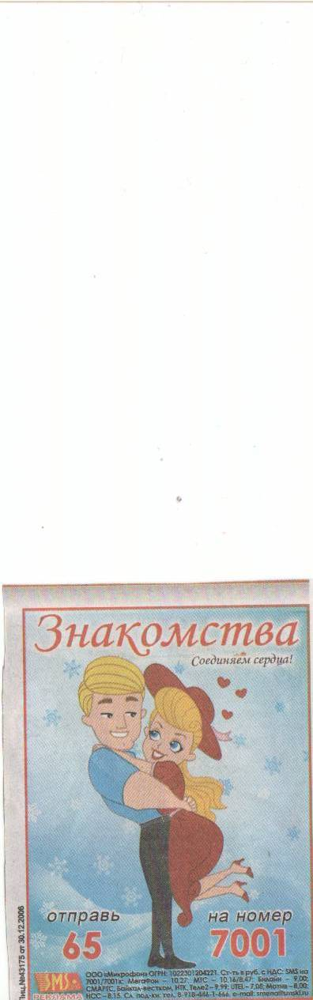 Знакомства
Соединяем сердца!
отправь
65
на номер
7001
Лиц.№43175 от 30.12.2006
SMS
РЕКЛАМА
ООО «Микрофон» ОГРН: 1022301204221. Ст-ть в руб. с НДС: SMS на
7001/7001к: МегаФон – 10.27; МТС – 10.16/8.47; Билайн – 9.00;
СМАРТС, Байкал-вестком, НТК, Теле2 – 9.99; UTEL – 7.08; Мотив – 8.00;
НСС – 8.15. Сл. под-ки: тел. 8-918-446-1-666, e-mail: smena@smskl.ru